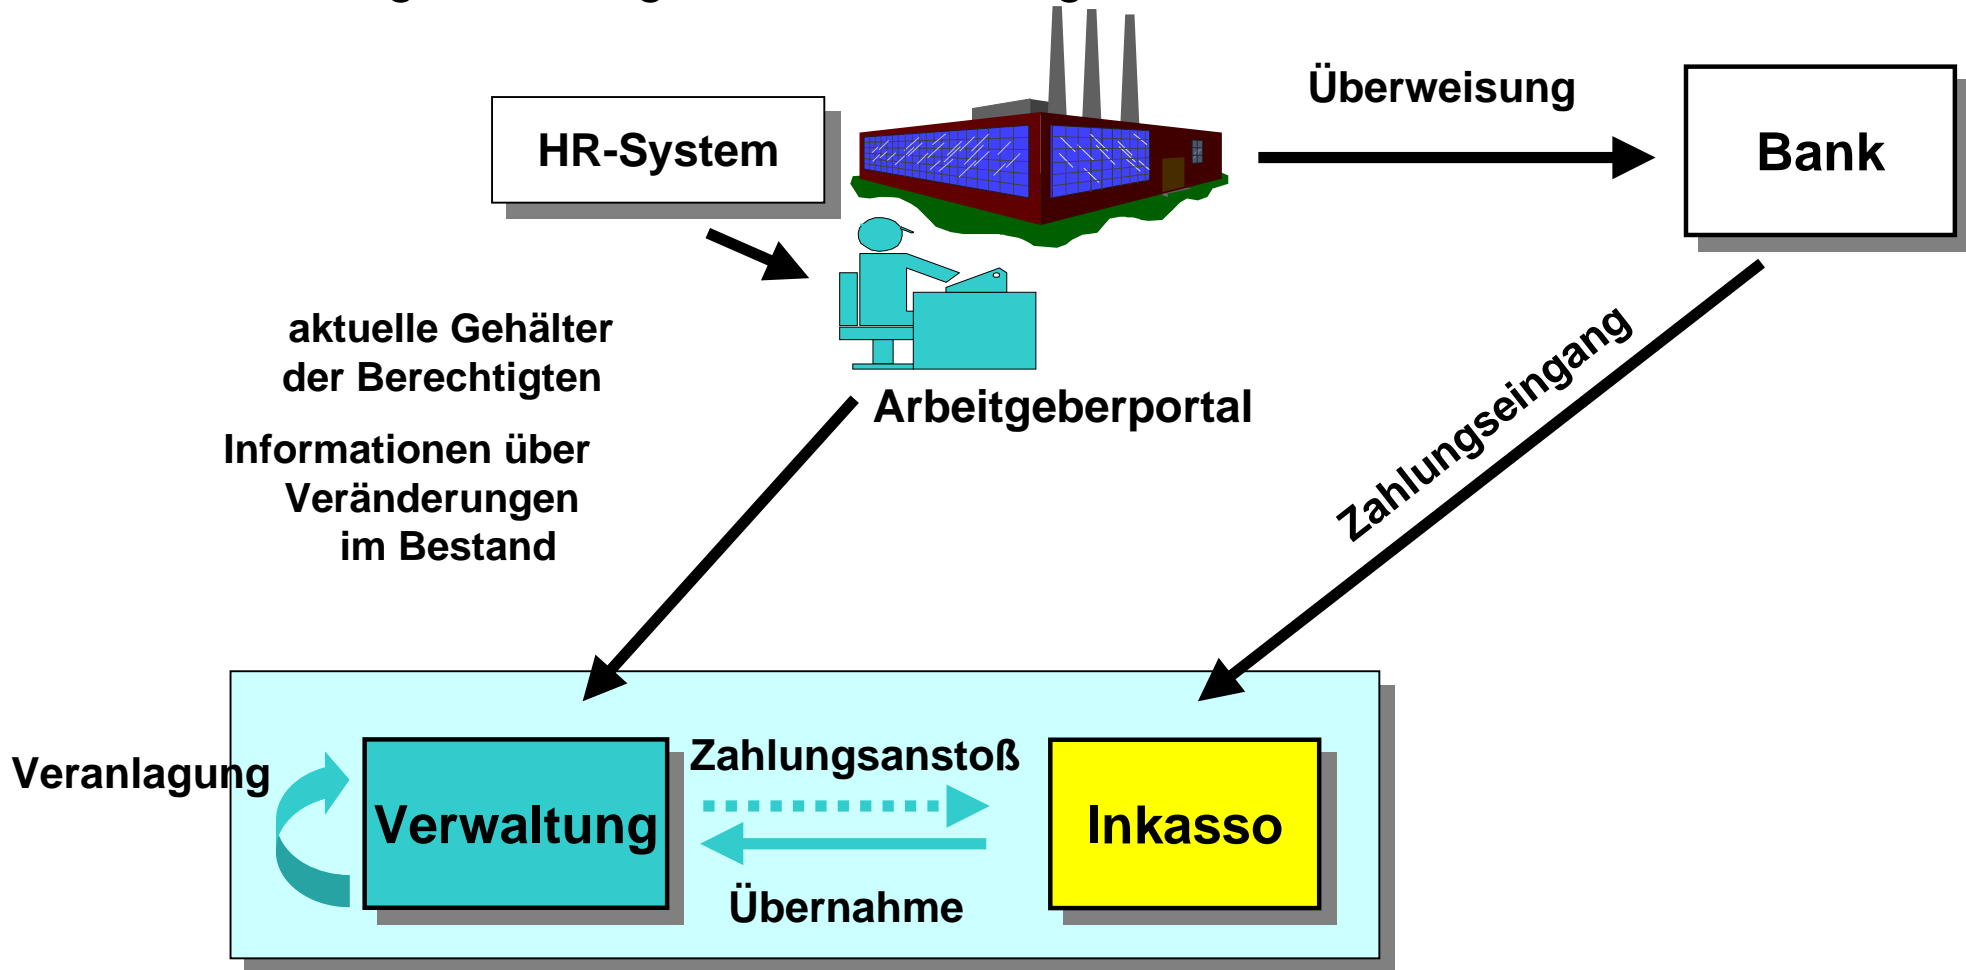 Überweisung
HR-System
Bank
aktuelle Gehälter
der Berechtigten
Arbeitgeberportal
Zahlungseingang
Informationen über
Veränderungen
im Bestand
Veranlagung
Zahlungsanstoß
Verwaltung
Inkasso
Übernahme